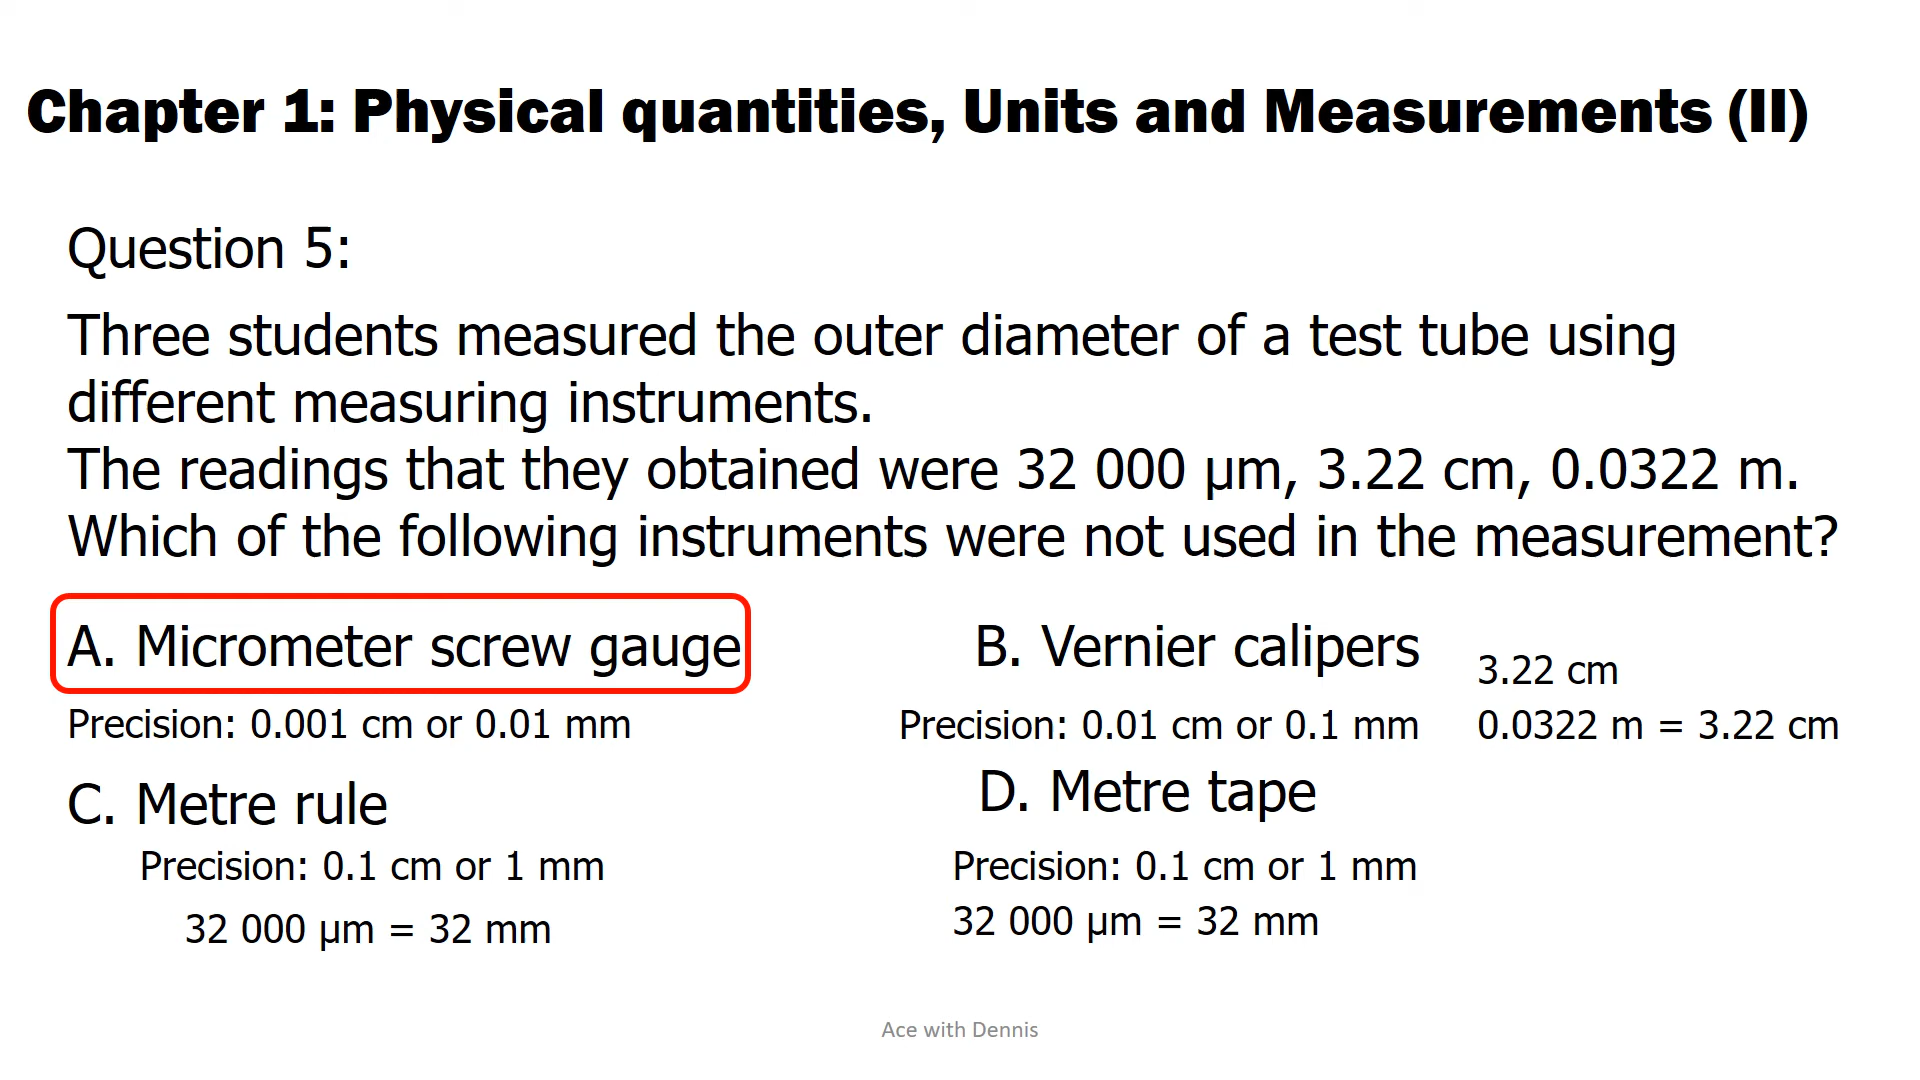 Chapter 1: Physical quantities, Units and Measurements (II)
Question 5:
Three students measured the outer diameter of a test tube using
different measuring instruments.
The readings that they obtained were 32 000 µm, 3.22 cm, 0.0322 m.
Which of the following instruments were not used in the measurement?
A. Micrometer screw gauge
Precision: 0.001 cm or 0.01 mm
B. Vernier calipers
3.22 cm
Precision: 0.01 cm or 0.1 mm
0.0322 m = 3.22 cm
C. Metre rule
Precision: 0.1 cm or 1 mm
32 000 µm = 32 mm
D. Metre tape
Precision: 0.1 cm or 1 mm
32 000 µm = 32 mm
Ace with Dennis